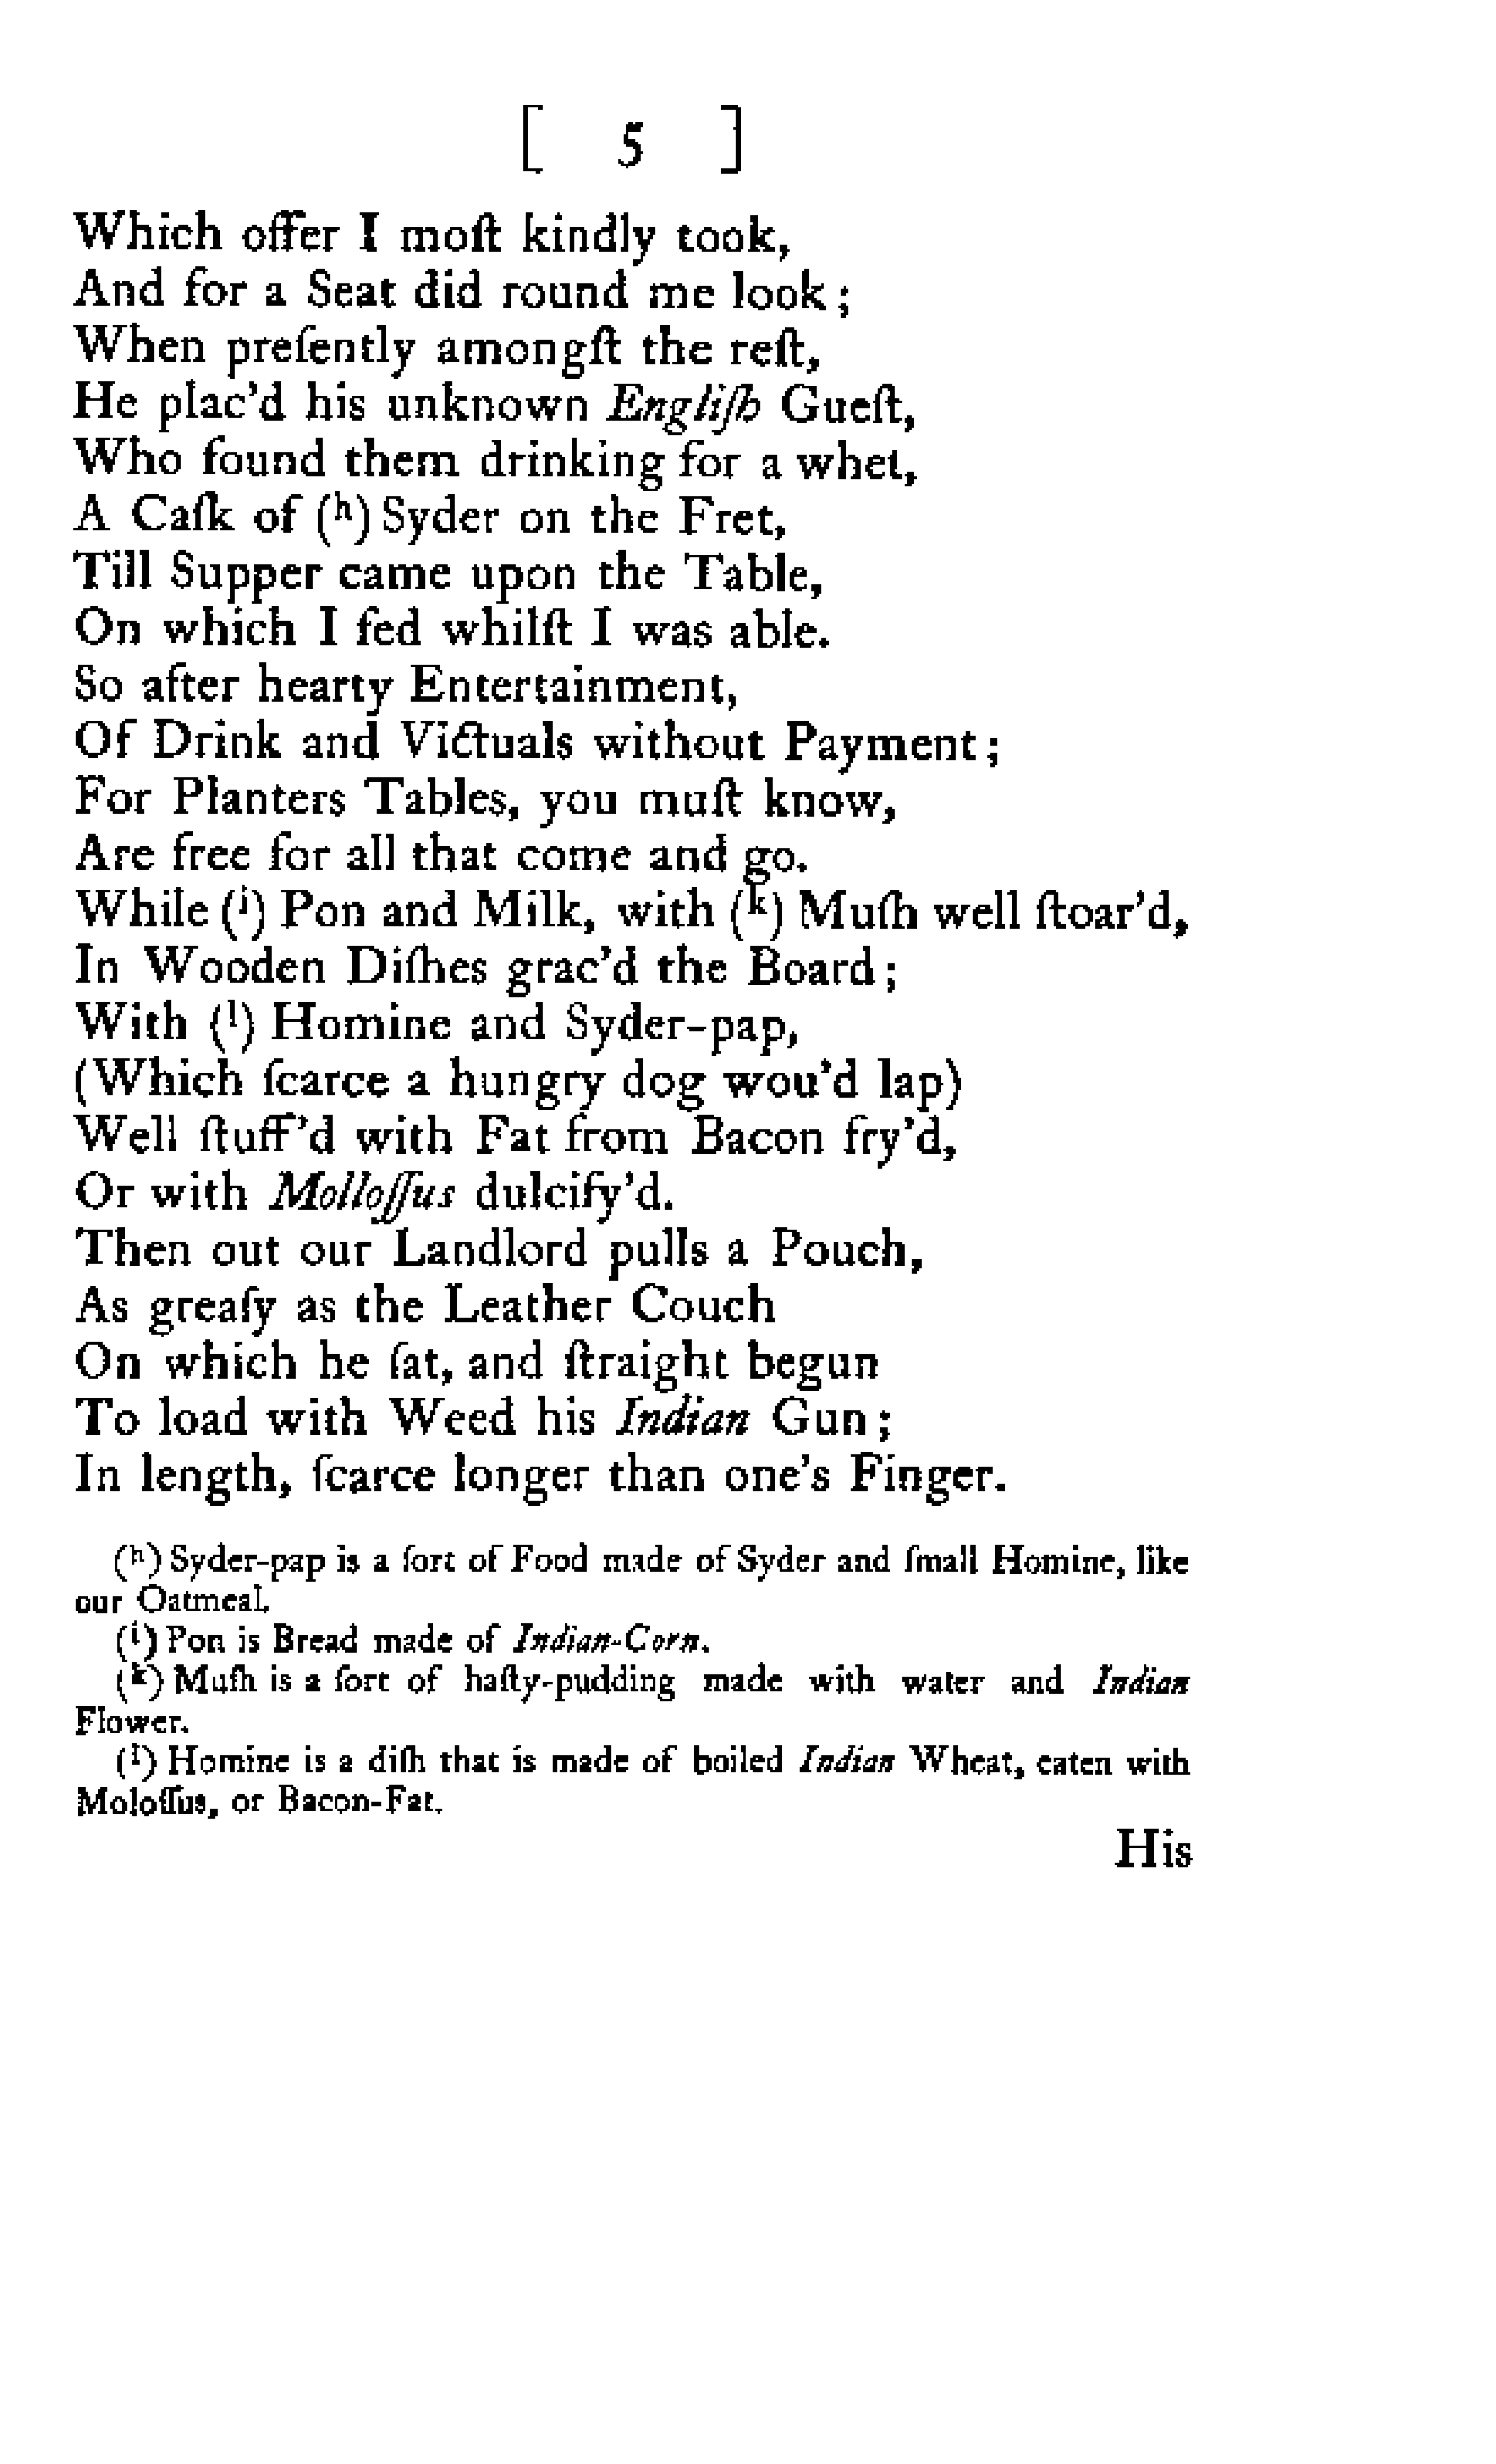 [ 5 ]
Which offer I moſt kindly took,
And for a Seat did round me look;
When preſently amongſt the reſt,
He plac'd his unknown Engliſh Gueſt,
Who found them drinking for a whet,
A Caſk of (h) Syder on the Fret,
Till Supper came upon the Table,
On which I fed whilſt I was able.
So after hearty Entertainment,
Of Drink and Victuals without Payment;
For Planters Tables, you muſt know,
Are free for all that come and go.
While (i) Pon and Milk, with (k) Muſh well ſtoar'd,
In Wooden Diſhes grac'd the Board;
With (l) Homine and Syder-pap,
(Which ſcarce a hungry dog wou'd lap)
Well ſtuff'd with Fat from Bacon fry'd,
Or with Molloſſus dulcify'd.
Then out our Landlord pulls a Pouch,
As greaſy as the Leather Couch
On which he ſat, and ſtraight begun
To load with Weed his Indian Gun;
In length, ſcarce longer than one's Finger.
(h) Syder-pap is a ſort of Food made of Syder and ſmall Homine, like
our Oatmeal.
(i) Pon is Bread made of Indian-Corn.
(k) Muſh is a ſort of haſty-pudding made with water and Indian
Flower.
(l) Homine is a diſh that is made of boiled Indian Wheat, eaten with
Moloſſus, or Bacon-Fat.
His